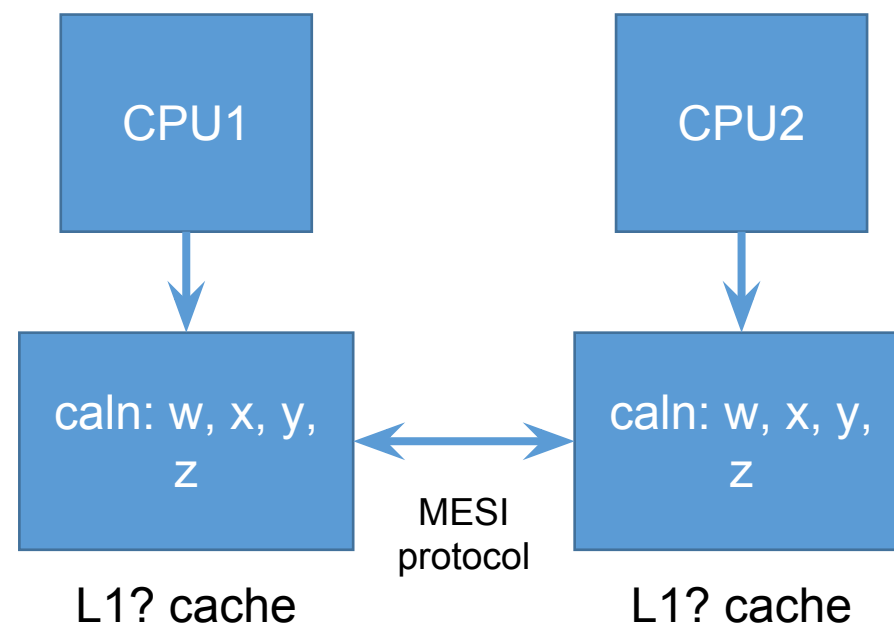 CPU1
CPU2
caln: w, x, y,
z
caln: w, x, y,
z
MESI
protocol
L1? cache
L1? cache